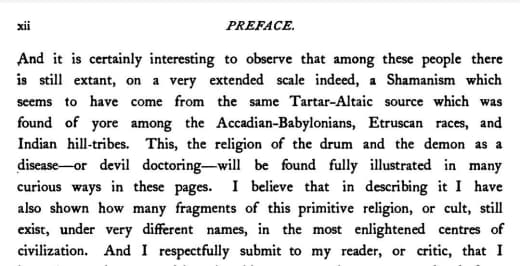 xii PREFACE.
And it is certainly interesting to observe that among these people there
is still extant, on a very extended scale indeed, a Shamanism which
seems to have come from the same Tartar-Altaic source which was
found of yore among the Accadian-Babylonians, Etruscan races, and
Indian hill-tribes. This, the religion of the drum and the demon as a
disease—or devil doctoring—will be found fully illustrated in many
curious ways in these pages. I believe that in describing it I have
also shown how many fragments of this primitive religion, or cult, still
exist, under very different names, in the most enlightened centres of
civilization. And I respectfully submit to my reader, or critic, that I